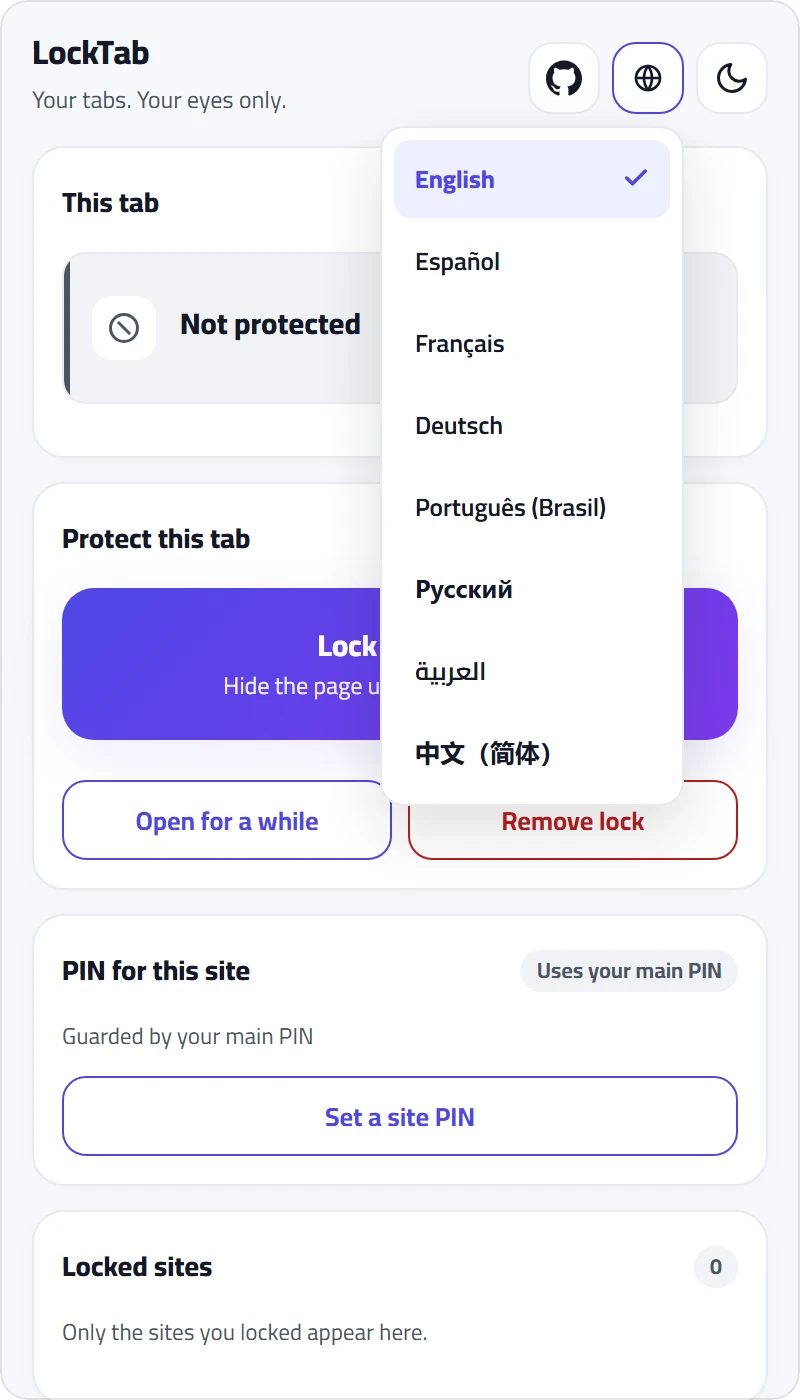 LockTab
Your tabs. Your eyes only.
English
Español
Français
Deutsch
Português (Brasil)
Русский
العربية
中文（简体）
This tab
Not protected
Protect this tab
Lock
Hide the page
Open for a while
Remove lock
PIN for this site
Uses your main PIN
Guarded by your main PIN
Set a site PIN
Locked sites
0
Only the sites you locked appear here.